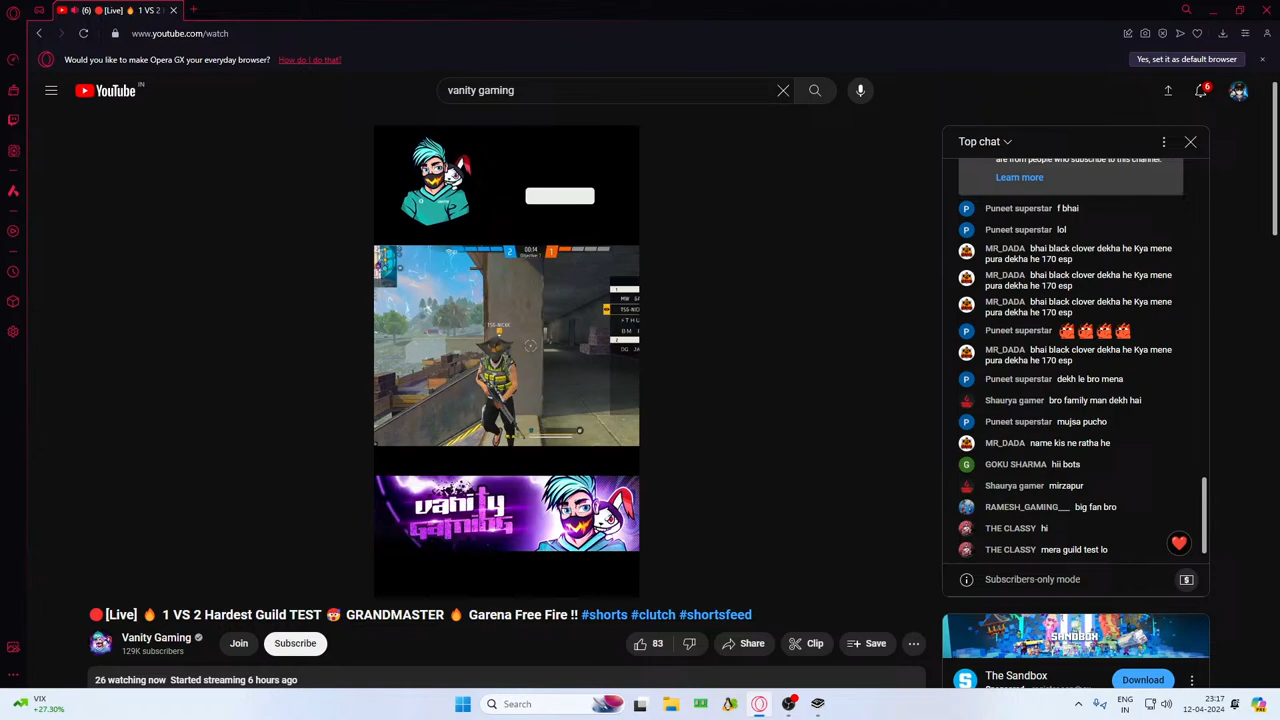 (6) 🔴[Live] 🔥 1 VS 2
www.youtube.com/watch
Would you like to make Opera GX your everyday browser?
How do I do that?
Yes, set it as default browser
YouTube
IN
vanity gaming
6
Top chat
are from people who subscribe to this channel.
Learn more
Puneet superstar f bhai
Puneet superstar lol
MR_DADA bhai black clover dekha he Kya mene
pura dekha he 170 esp
MR_DADA bhai black clover dekha he Kya mene
pura dekha he 170 esp
MR_DADA bhai black clover dekha he Kya mene
pura dekha he 170 esp
Puneet superstar
MR_DADA bhai black clover dekha he Kya mene
pura dekha he 170 esp
Puneet superstar dekh le bro mena
Shaurya gamer bro family man dekh hai
Puneet superstar mujsa pucho
MR_DADA name kis ne ratha he
GOKU SHARMA hii bots
Shaurya gamer mirzapur
RAMESH_GAMING___ big fan bro
THE CLASSY hi
THE CLASSY mera guild test lo
Subscribers-only mode
2
00:14
1
vanity
gaming
🔴[Live] 🔥 1 VS 2 Hardest Guild TEST GRANDMASTER 🔥 Garena Free Fire !! #shorts #clutch #shortsfeed
Vanity Gaming
129K subscribers
Join
Subscribe
83
Share
Clip
Save
26 watching now Started streaming 6 hours ago
THE SANDBOX
The Sandbox
Download
VIX
+27.30%
Search
ENG
IN
23:17
12-04-2024